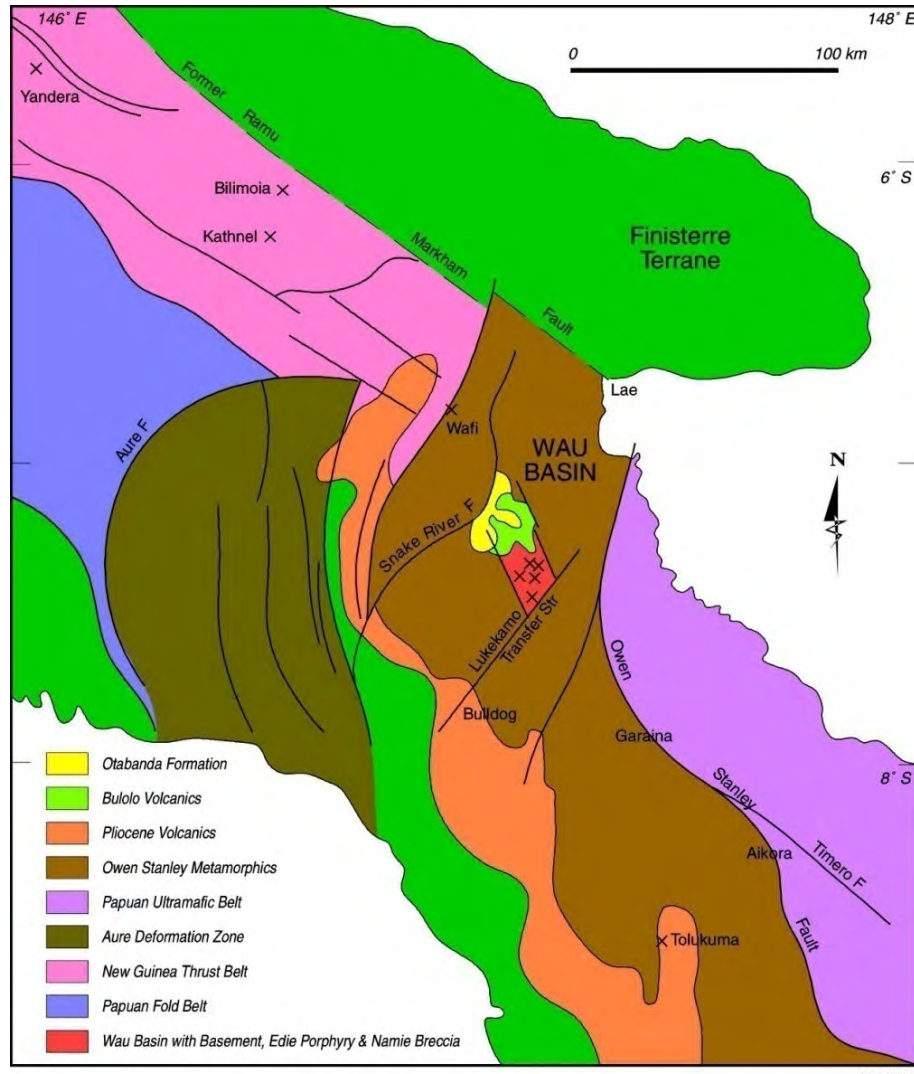 146° E
148° E
0
100 km
Yandera
Former
Ramu
6° S
Bilimoia
Kathnel
Markham
Finisterre
Terrane
Fault
Lae
Aure F
Wafi
WAU
BASIN
N
Snake River F
Lukekamo
Transfer Str
Owen
Bulldog
Garaina
Stanley
8° S
Aikora
Timero F
Tolukuma
Fault
Otabanda Formation
Bulolo Volcanics
Pliocene Volcanics
Owen Stanley Metamorphics
Papuan Ultramafic Belt
Aure Deformation Zone
New Guinea Thrust Belt
Papuan Fold Belt
Wau Basin with Basement, Edie Porphyry & Namie Breccia